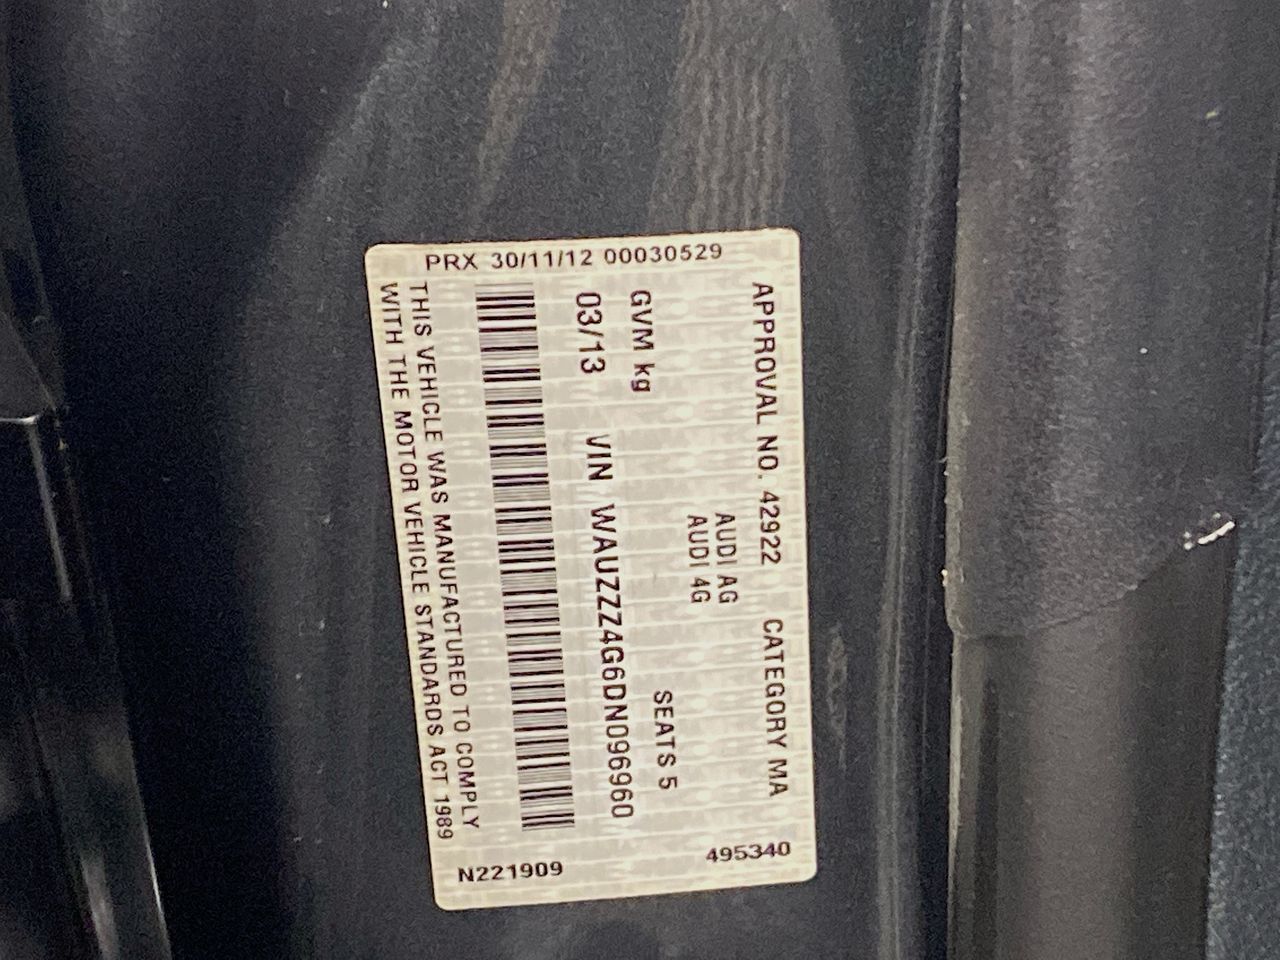 PRX 30/11/12 00030529
APPROVAL NO. 42922 CATEGORY MA
AUDI AG
AUDI 4G
GVM kg SEATS 5
03/13 VIN WAUZZZ4G6DN096960
THIS VEHICLE WAS MANUFACTURED TO COMPLY
WITH THE MOTOR VEHICLE STANDARDS ACT 1989
N221909 495340